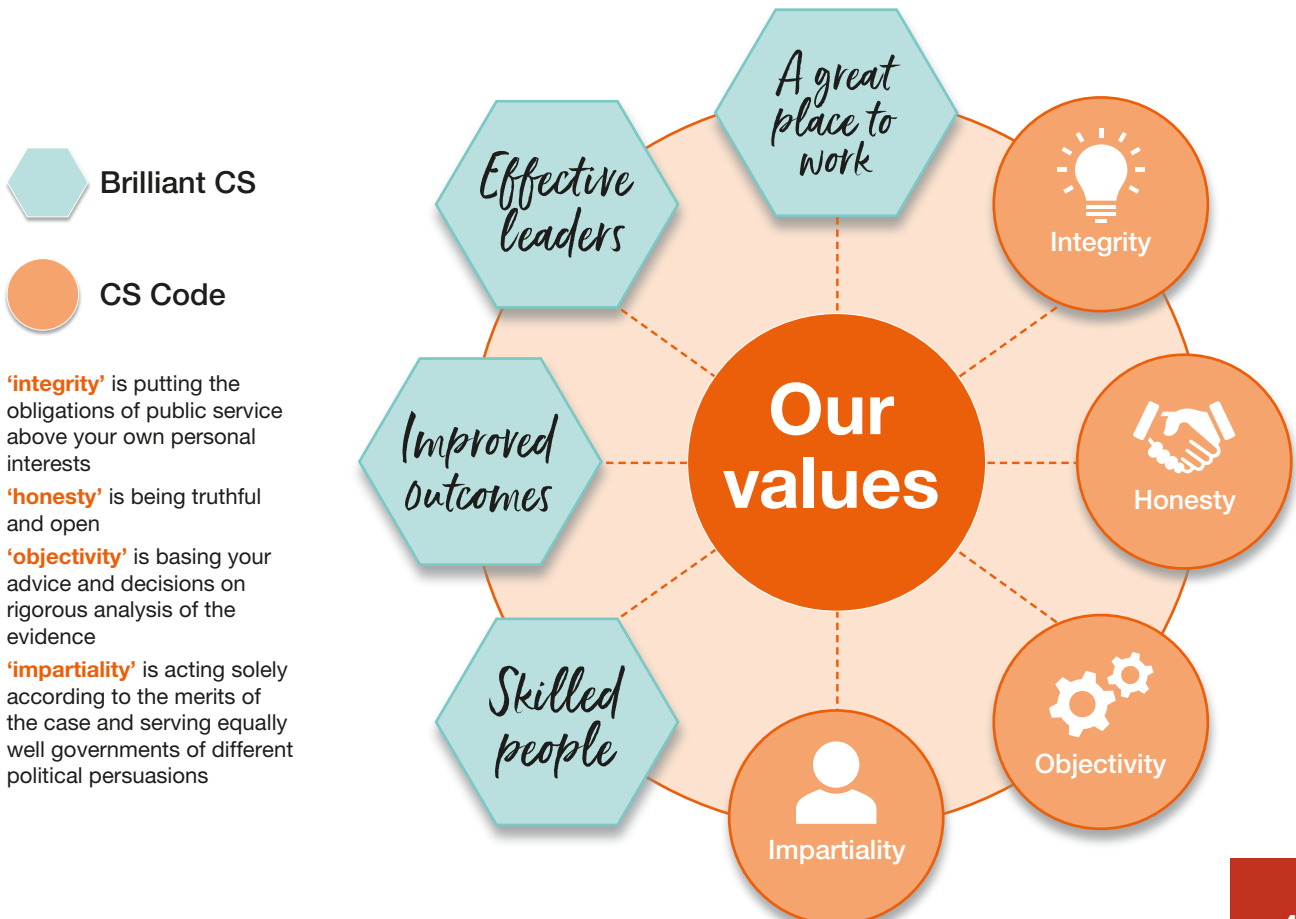 Brilliant CS
CS Code
‘integrity’ is putting the
obligations of public service
above your own personal
interests
‘honesty’ is being truthful
and open
‘objectivity’ is basing your
advice and decisions on
rigorous analysis of the
evidence
‘impartiality’ is acting solely
according to the merits of
the case and serving equally
well governments of different
political persuasions
A great
place to
work
Effective
leaders
Integrity
Improved
outcomes
Our
values
Honesty
Skilled
people
Objectivity
Impartiality